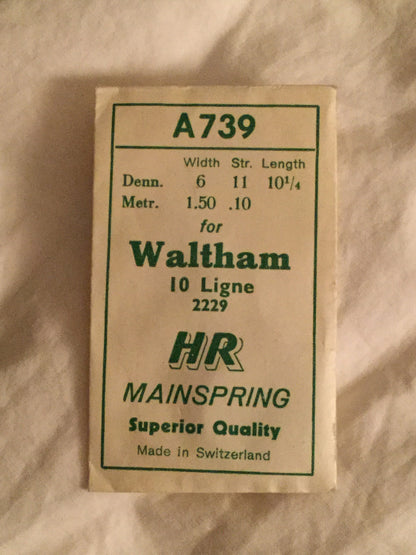 A739
Width Str. Length
Denn. 6 11 10¼
Metr. 1.50 .10
for
Waltham
10 Ligne
2229
HR
MAINSPRING
Superior Quality
Made in Switzerland